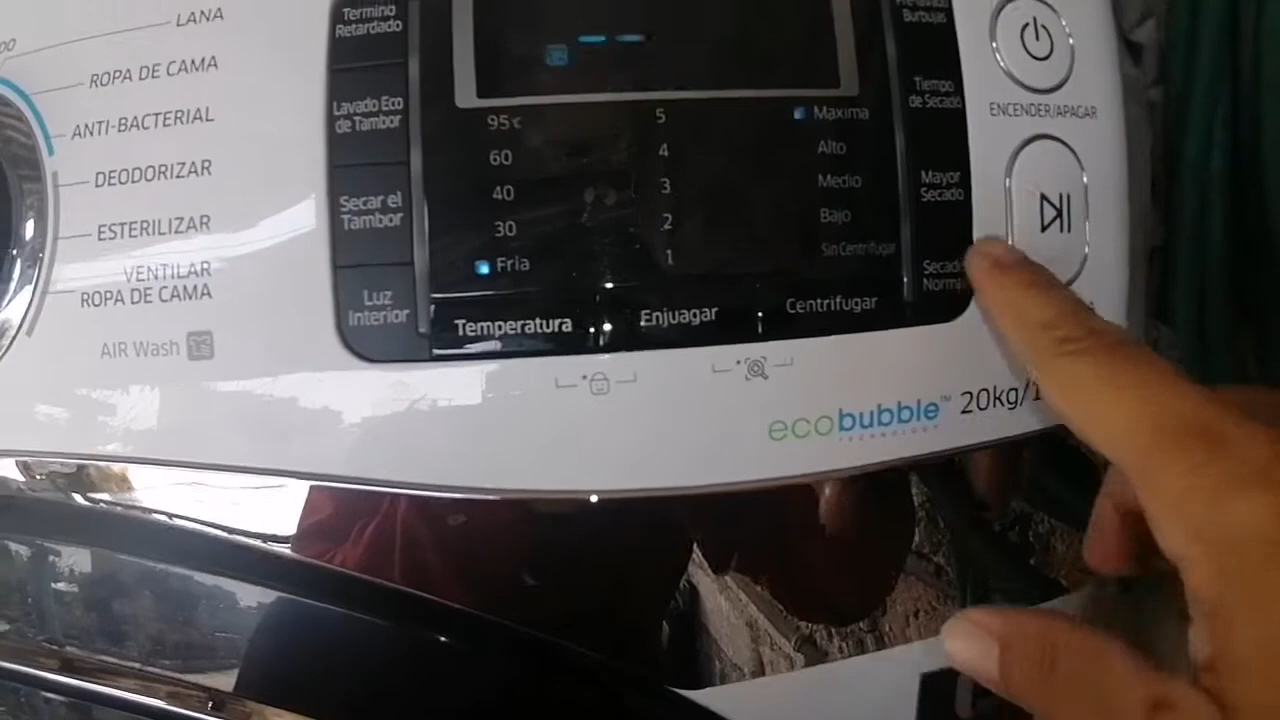 LANA
ROPA DE CAMA
ANTI-BACTERIAL
DEODORIZAR
ESTERILIZAR
VENTILAR
ROPA DE CAMA
AIR Wash
Termino
Retardado
Lavado Eco
de Tambor
Secar el
Tambor
Luz
Interior
95℃
60
40
30
Fria
Temperatura
5
4
3
2
1
Enjuagar
Maxima
Alto
Medio
Bajo
Sin Centrifugar
Centrifugar
Burbujas
Tiempo
de Secado
Mayor
Secado
ENCENDER/APAGAR
ecobubble™
TECHNOLOGY
20kg/1